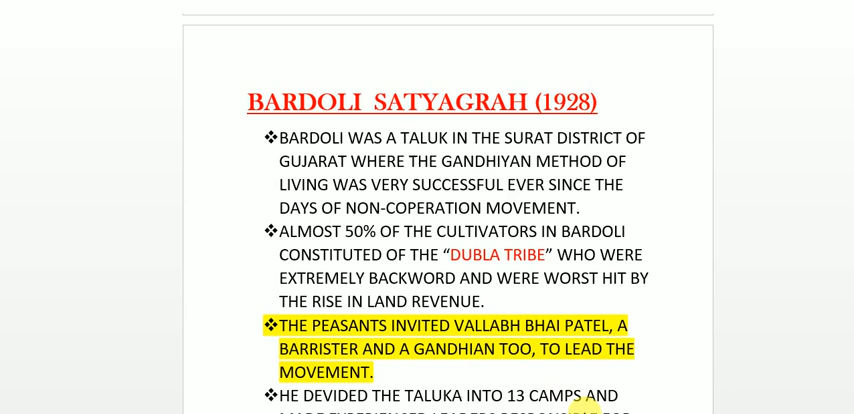 BARDOLI SATYAGRAH (1928)
❖BARDOLI WAS A TALUK IN THE SURAT DISTRICT OF
GUJARAT WHERE THE GANDHIYAN METHOD OF
LIVING WAS VERY SUCCESSFUL EVER SINCE THE
DAYS OF NON-COPERATION MOVEMENT.
❖ALMOST 50% OF THE CULTIVATORS IN BARDOLI
CONSTITUTED OF THE “DUBLA TRIBE” WHO WERE
EXTREMELY BACKWORD AND WERE WORST HIT BY
THE RISE IN LAND REVENUE.
❖THE PEASANTS INVITED VALLABH BHAI PATEL, A
BARRISTER AND A GANDHIAN TOO, TO LEAD THE
MOVEMENT.
❖HE DEVIDED THE TALUKA INTO 13 CAMPS AND